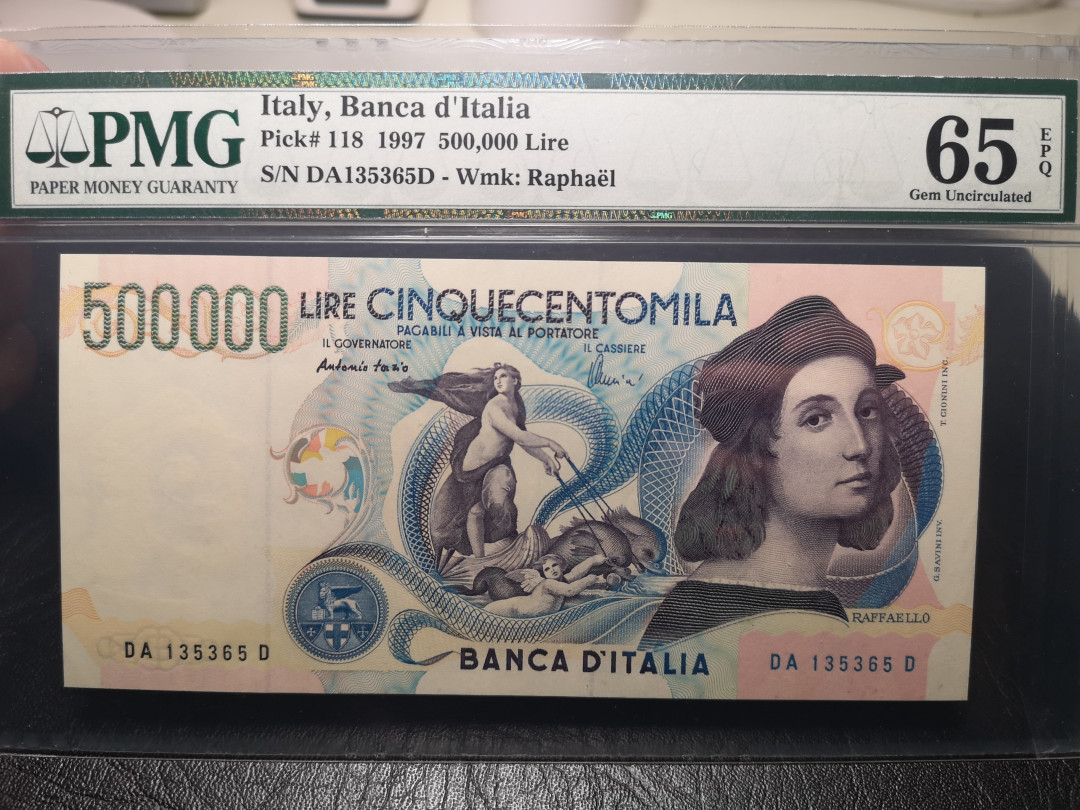 PMG
PAPER MONEY GUARANTY
Italy, Banca d'Italia
Pick# 118 1997 500,000 Lire
S/N DA135365D - Wmk: Raphaël
65
EPQ
Gem Uncirculated
500.000 LIRE CINQUECENTOMILA
PAGABILI A VISTA AL PORTATORE
IL GOVERNATORE
IL CASSIERE
Antonio Fazio
T. CIONINI INC.
G. SAVINI INV.
RAFFAELLO
DA 135365 D
BANCA D'ITALIA
DA 135365 D